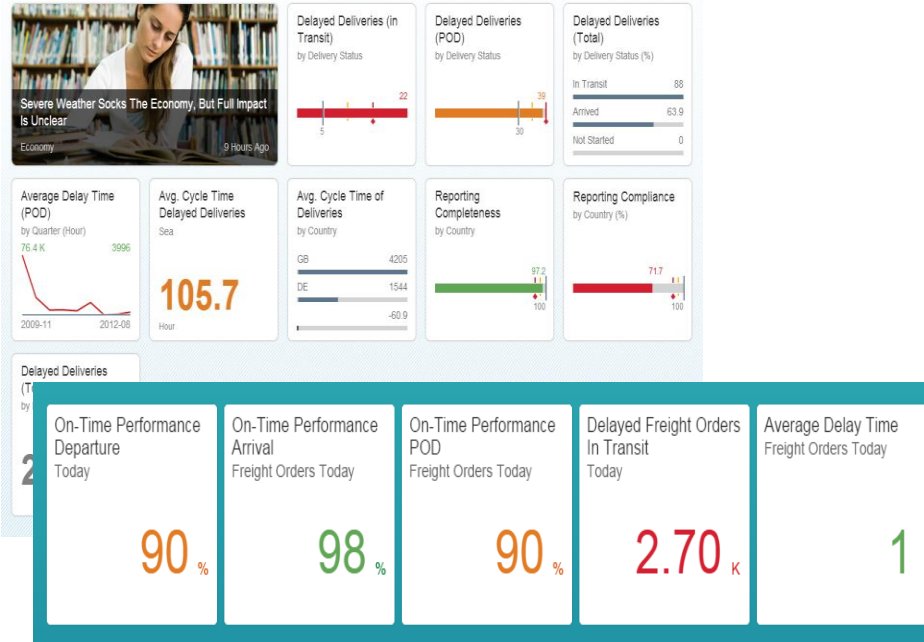 Severe Weather Socks The Economy, But Full Impact
Is Unclear
Economy
9 Hours Ago
Delayed Deliveries (in
Transit)
by Delivery Status
22
5
Delayed Deliveries
(POD)
by Delivery Status
39
30
Delayed Deliveries
(Total)
by Delivery Status (%)
In Transit 88
Arrived 63.9
Not Started 0
Average Delay Time
(POD)
by Quarter (Hour)
76.4 K 3996
2009-11 2012-08
Avg. Cycle Time
Delayed Deliveries
Sea
105.7
Hour
Avg. Cycle Time of
Deliveries
by Country
GB 4205
DE 1544
-60.9
Reporting
Completeness
by Country
97.2
100
Reporting Compliance
by Country (%)
71.7
100
Delayed Deliveries
by
On-Time Performance
Departure
Today
90 %
On-Time Performance
Arrival
Freight Orders Today
98 %
On-Time Performance
POD
Freight Orders Today
90 %
Delayed Freight Orders
In Transit
Today
2.70 K
Average Delay Time
Freight Orders Today
1